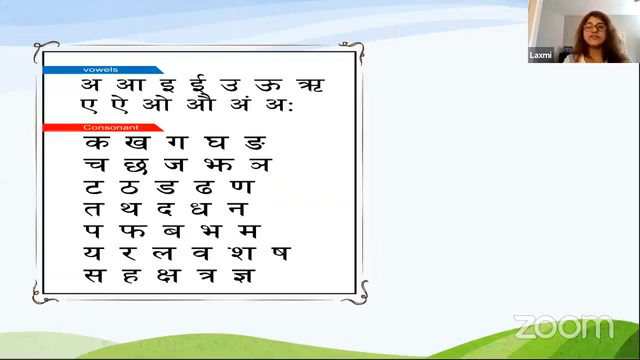 Laxmi
vowels
अ आ इ ई उ ऊ ऋ
ए ऐ ओ औ अं अः
Consonant
क ख ग घ ङ
च छ ज झ ञ
ट ठ ड ढ ण
त थ द ध न
प फ ब भ म
य र ल व श ष
स ह क्ष त्र ज्ञ
zoom